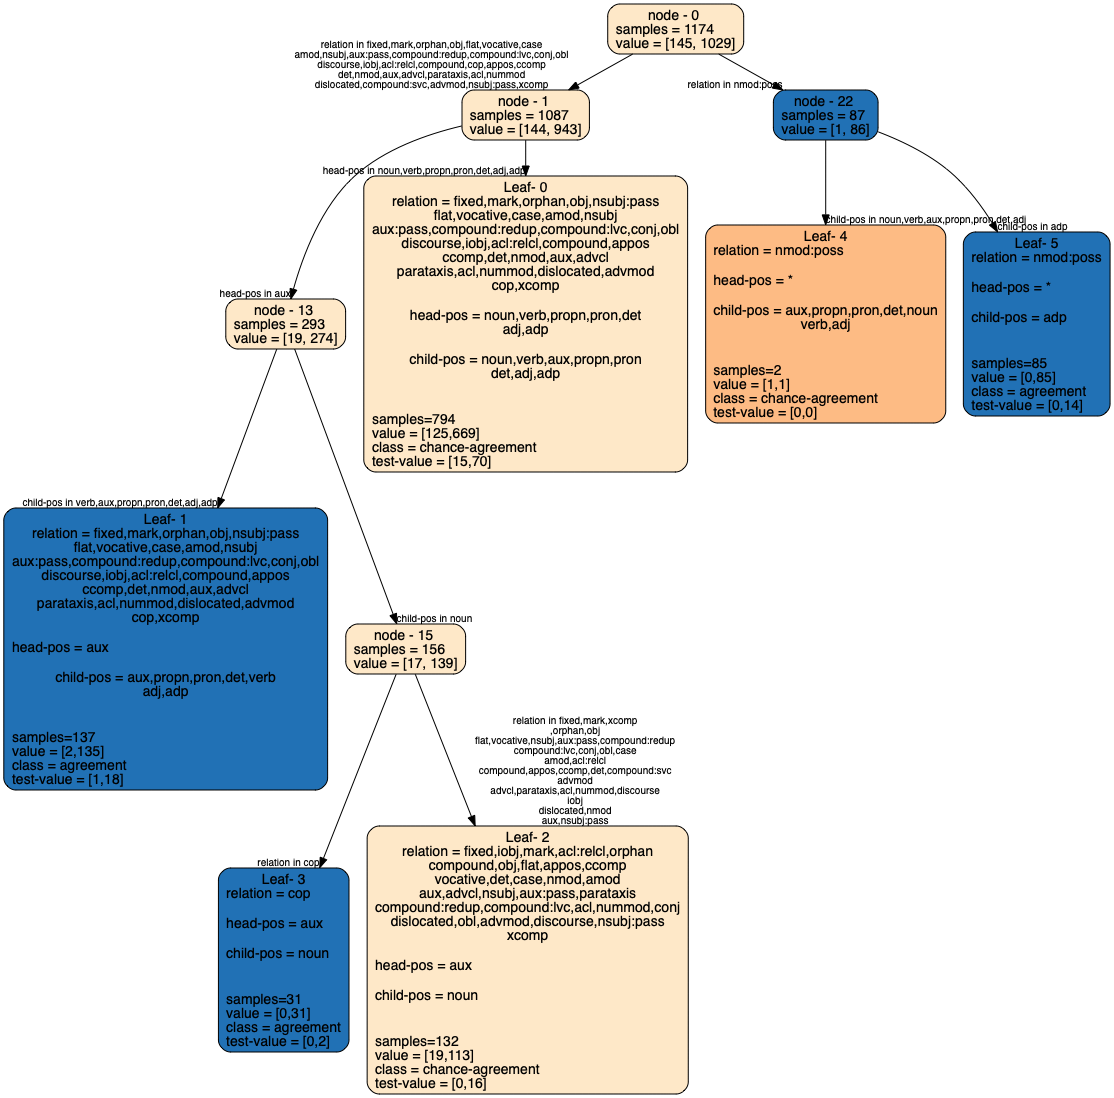 node - 0
samples = 1174
value = [145, 1029]
relation in fixed,mark,orphan,obj,flat,vocative,case
amod,nsubj,aux:pass,compound:redup,compound:lvc,conj,obl
discourse,iobj,acl:relcl,compound,cop,appos,ccomp
det,nmod,aux,advcl,parataxis,acl,nummod
dislocated,compound:svc,advmod,nsubj:pass,xcomp
relation in nmod:poss
node - 1
samples = 1087
value = [144, 943]
node - 22
samples = 87
value = [1, 86]
head-pos in noun,verb,propn,pron,det,adj,adp
Leaf- 0
relation = fixed,mark,orphan,obj,nsubj:pass
flat,vocative,case,amod,nsubj
aux:pass,compound:redup,compound:lvc,conj,obl
discourse,iobj,acl:relcl,compound,appos
ccomp,det,nmod,aux,advcl
parataxis,acl,nummod,dislocated,advmod
cop,xcomp
head-pos = noun,verb,propn,pron,det
adj,adp
child-pos = noun,verb,aux,propn,pron
det,adj,adp
samples=794
value = [125,669]
class = chance-agreement
test-value = [15,70]
child-pos in noun,verb,aux,propn,pron,det,adj
Leaf- 4
relation = nmod:poss
head-pos = *
child-pos = aux,propn,pron,det,noun
verb,adj
samples=2
value = [1,1]
class = chance-agreement
test-value = [0,0]
child-pos in adp
Leaf- 5
relation = nmod:poss
head-pos = *
child-pos = adp
samples=85
value = [0,85]
class = agreement
test-value = [0,14]
head-pos in aux
node - 13
samples = 293
value = [19, 274]
child-pos in verb,aux,propn,pron,det,adj,adp
Leaf- 1
relation = fixed,mark,orphan,obj,nsubj:pass
flat,vocative,case,amod,nsubj
aux:pass,compound:redup,compound:lvc,conj,obl
discourse,iobj,acl:relcl,compound,appos
ccomp,det,nmod,aux,advcl
parataxis,acl,nummod,dislocated,advmod
cop,xcomp
head-pos = aux
child-pos = aux,propn,pron,det,verb
adj,adp
samples=137
value = [2,135]
class = agreement
test-value = [1,18]
child-pos in noun
node - 15
samples = 156
value = [17, 139]
relation in cop
Leaf- 3
relation = cop
head-pos = aux
child-pos = noun
samples=31
value = [0,31]
class = agreement
test-value = [0,2]
relation in fixed,mark,xcomp
,orphan,obj
flat,vocative,nsubj,aux:pass,compound:redup
compound:lvc,conj,obl,case
amod,acl:relcl
compound,appos,ccomp,det,compound:svc
advmod
advcl,parataxis,acl,nummod,discourse
iobj
dislocated,nmod
aux,nsubj:pass
Leaf- 2
relation = fixed,iobj,mark,acl:relcl,orphan
compound,obj,flat,appos,ccomp
vocative,det,case,nmod,amod
aux,advcl,nsubj,aux:pass,parataxis
compound:redup,compound:lvc,acl,nummod,conj
dislocated,obl,advmod,discourse,nsubj:pass
xcomp
head-pos = aux
child-pos = noun
samples=132
value = [19,113]
class = chance-agreement
test-value = [0,16]